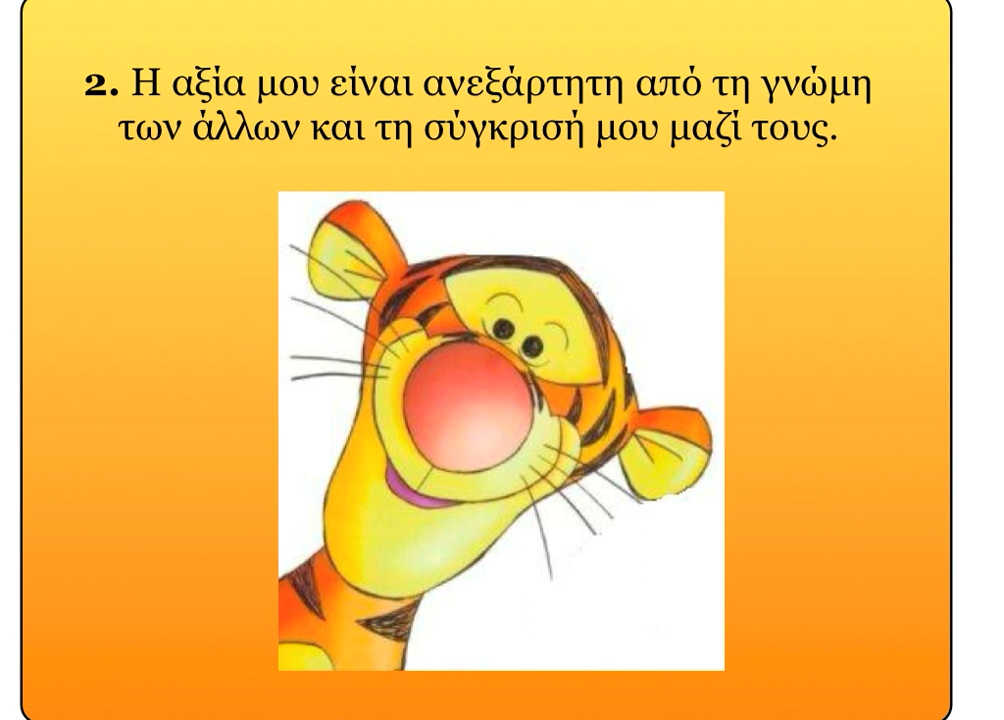 2. Η αξία μου είναι ανεξάρτητη από τη γνώμη
των άλλων και τη σύγκρισή μου μαζί τους.